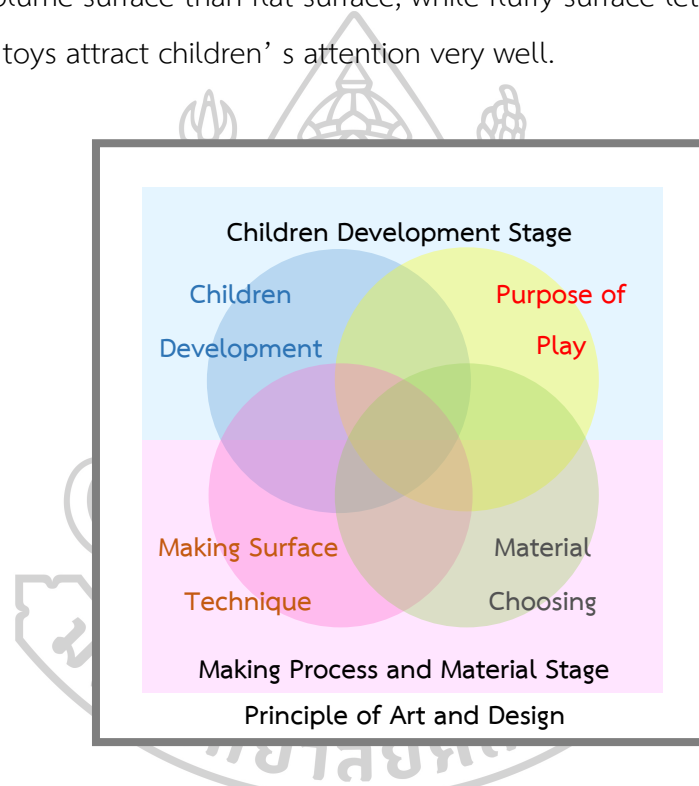 olume surface than flat surface, while fluffy surface let
toys attract children' s attention very well.
Children Development Stage
Children
Development
Purpose of
Play
Making Surface
Technique
Material
Choosing
Making Process and Material Stage
Principle of Art and Design